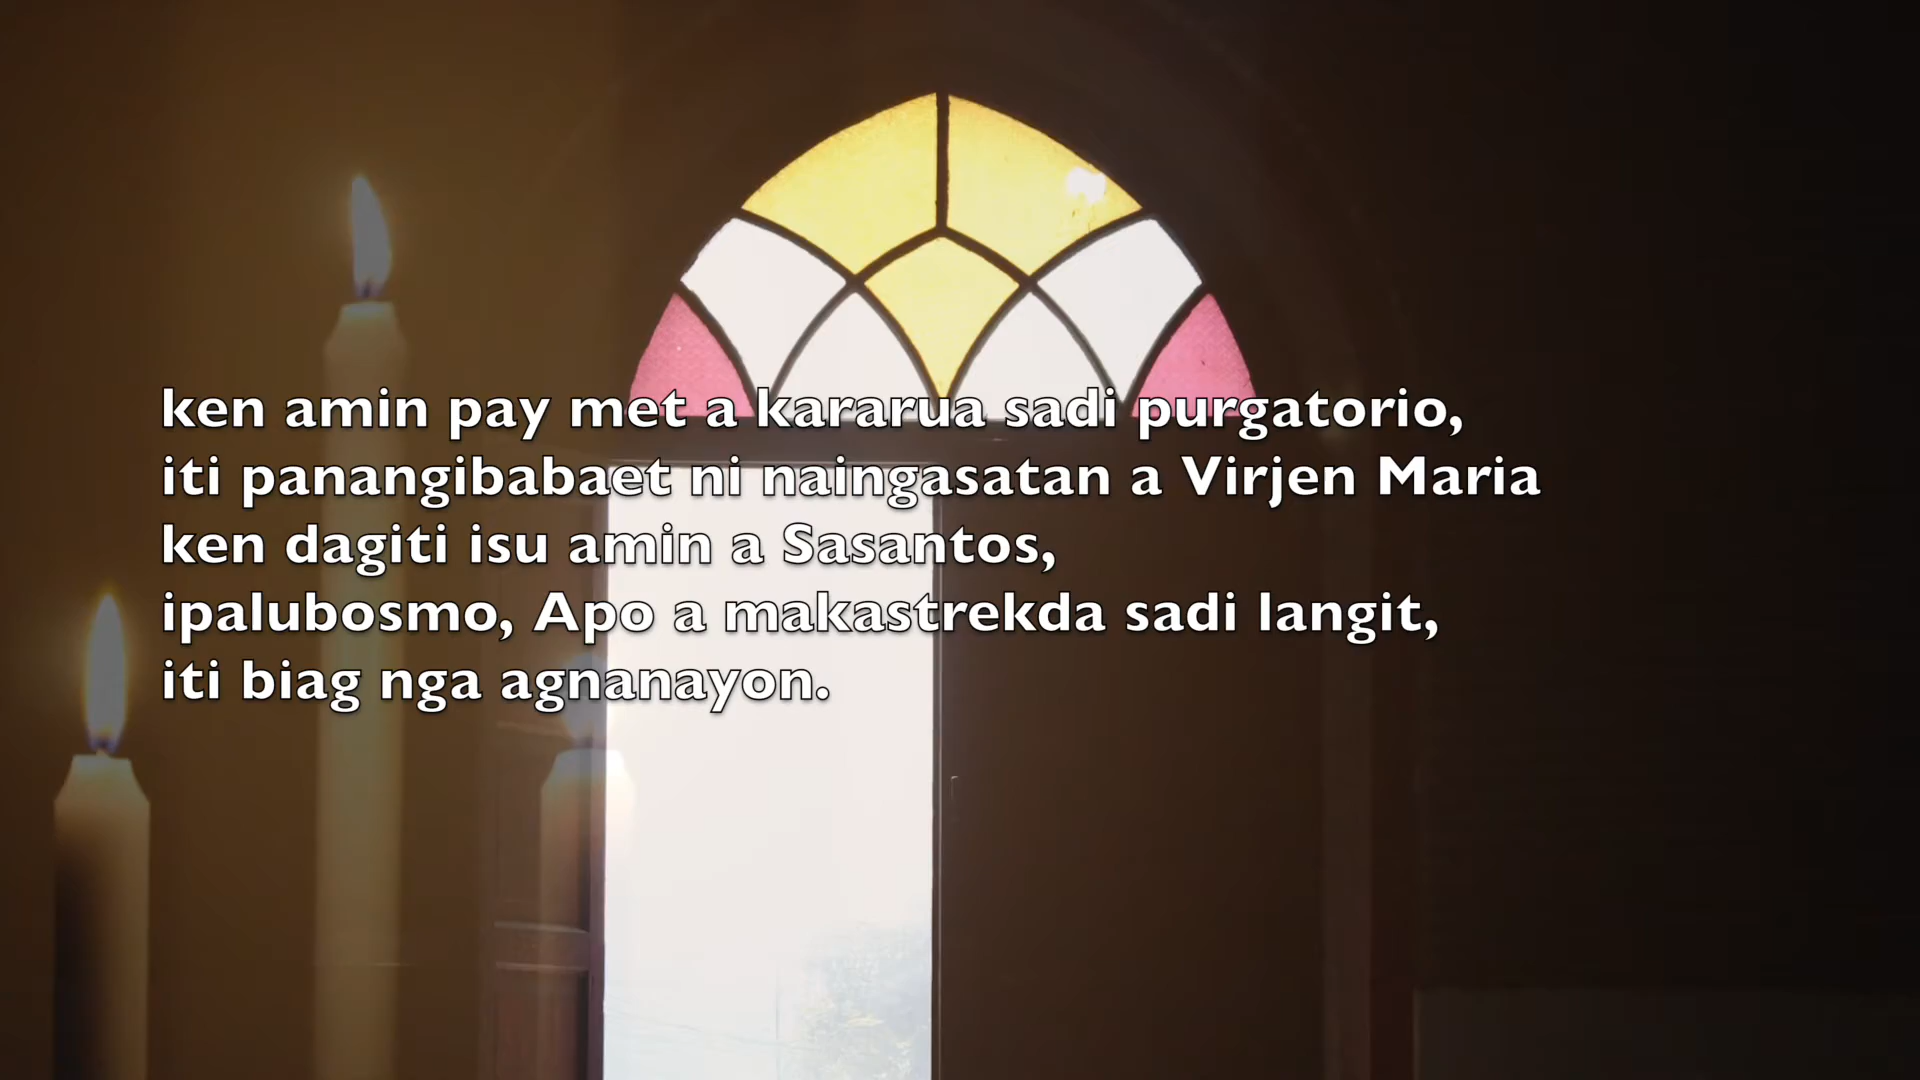 ken amin pay met a kararua sadi purgatorio,
iti panangibabaet ni naingasatan a Virjen Maria
ken dagiti isu amin a Sasantos,
ipalubosmo, Apo a makastrekda sadi langit,
iti biag nga agnanayon.